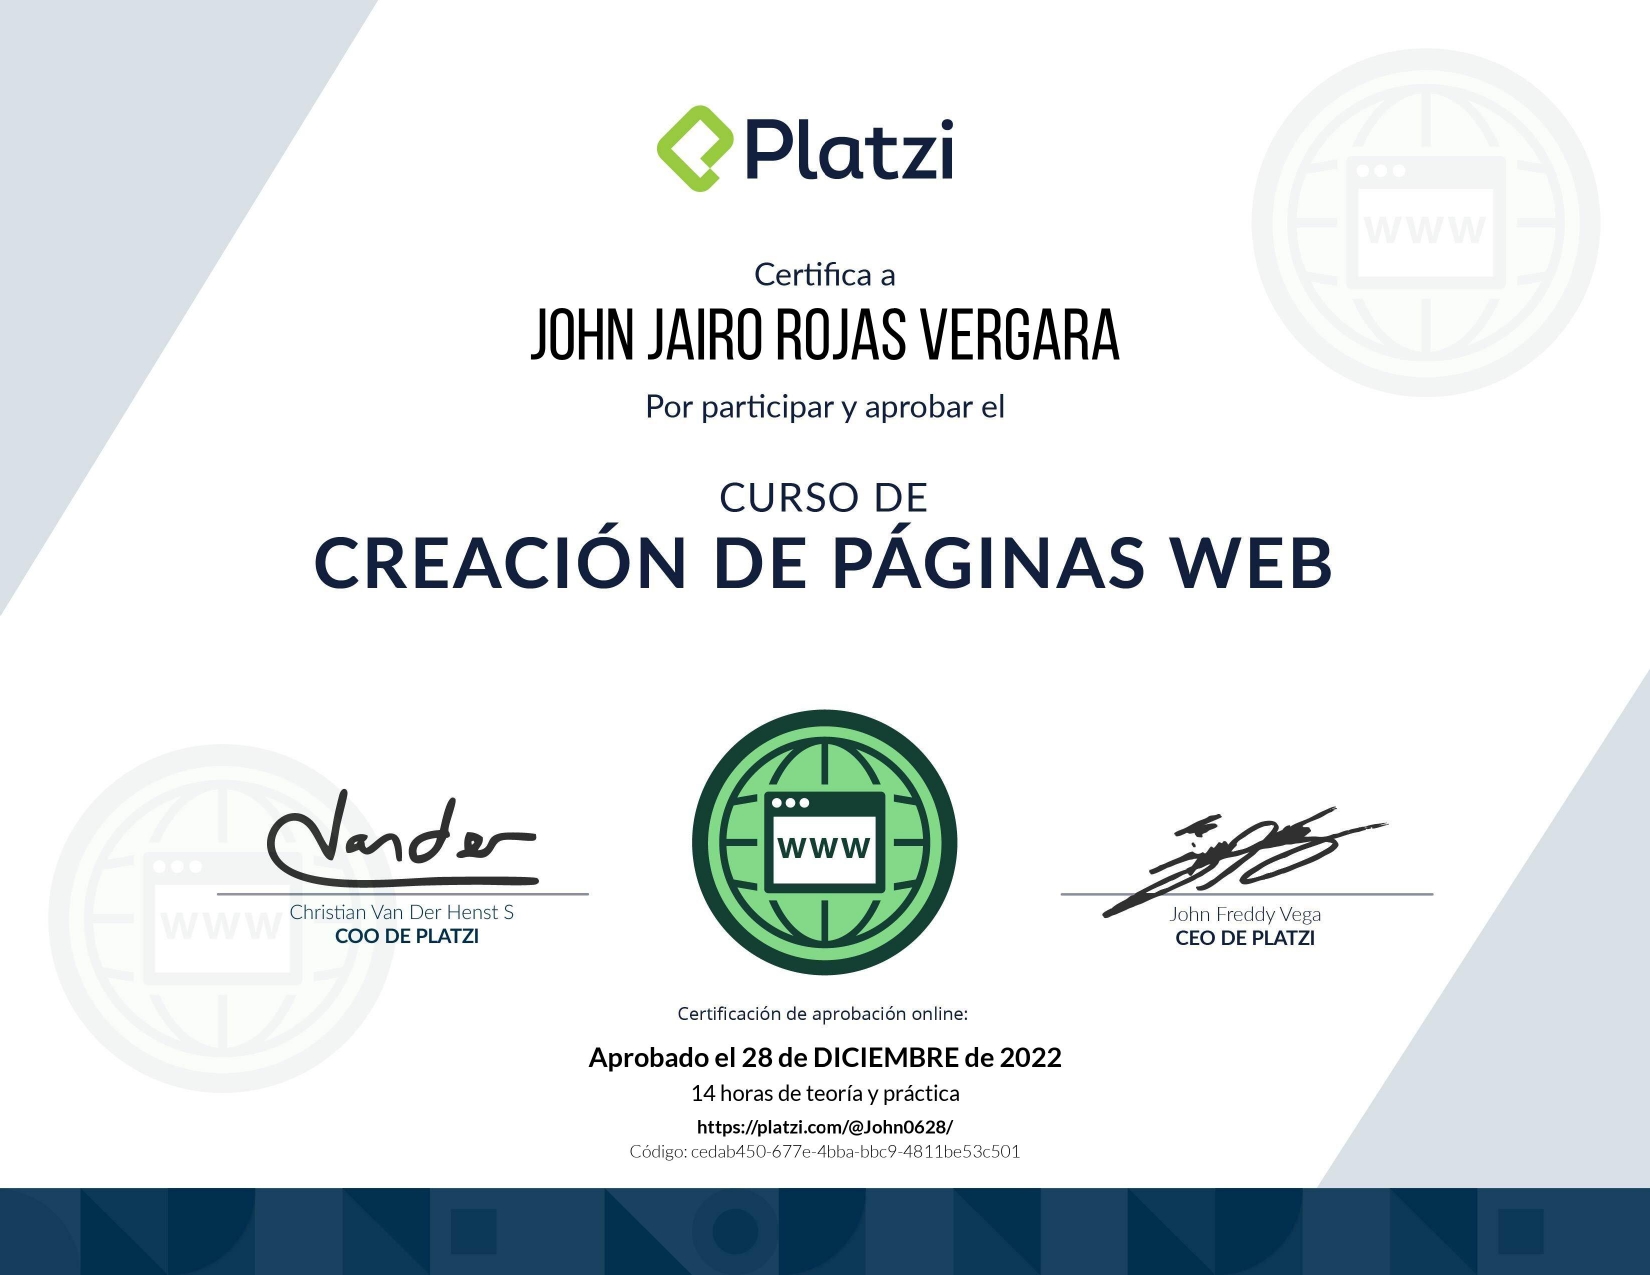 Platzi
Certifica a
JOHN JAIRO ROJAS VERGARA
Por participar y aprobar el
CURSO DE
CREACIÓN DE PÁGINAS WEB
www
www
www
Vander
Christian Van Der Henst S
COO DE PLATZI
John Freddy Vega
CEO DE PLATZI
Certificación de aprobación online:
Aprobado el 28 de DICIEMBRE de 2022
14 horas de teoría y práctica
https://platzi.com/@John0628/
Código: cedab450-677e-4bba-bbc9-4811be53c501